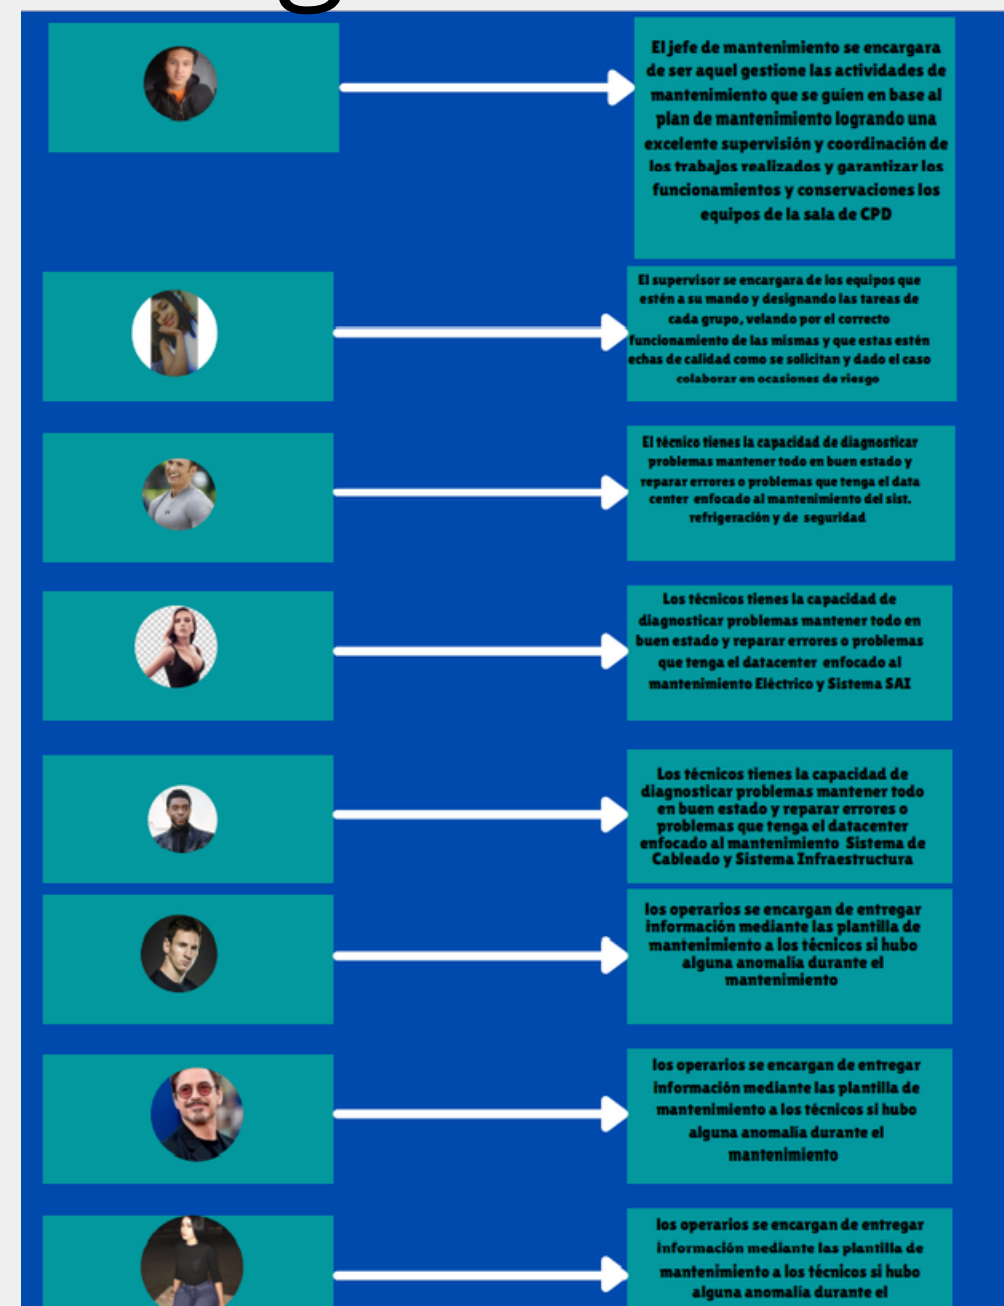 El jefe de mantenimiento se encargara
de ser aquel gestione las actividades de
mantenimiento que se guíen en base al
plan de mantenimiento logrando una
excelente supervisión y coordinación de
los trabajos realizados y garantizar los
funcionamientos y conservaciones los
equipos de la sala de CPD
El supervisor se encargara de los equipos que
estén a su mando y designando las tareas de
cada grupo, velando por el correcto
funcionamiento de las mismas y que estas estén
echas de calidad como se solicitan y dado el caso
colaborar en ocasiones de riesgo
El técnico tienes la capacidad de diagnosticar
problemas mantener todo en buen estado y
reparar errores o problemas que tenga el data
center enfocado al mantenimiento del sist.
refrigeración y de seguridad
Los técnicos tienes la capacidad de
diagnosticar problemas mantener todo en
buen estado y reparar errores o problemas
que tenga el datacenter enfocado al
mantenimiento Eléctrico y Sistema SAI
Los técnicos tienes la capacidad de
diagnosticar problemas mantener todo
en buen estado y reparar errores o
problemas que tenga el datacenter
enfocado al mantenimiento Sistema de
Cableado y Sistema Infraestructura
los operarios se encargan de entregar
información mediante las plantilla de
mantenimiento a los técnicos si hubo
alguna anomalía durante el
mantenimiento
los operarios se encargan de entregar
información mediante las plantilla de
mantenimiento a los técnicos si hubo
alguna anomalía durante el
mantenimiento
los operarios se encargan de entregar
información mediante las plantilla de
mantenimiento a los técnicos si hubo
alguna anomalía durante el